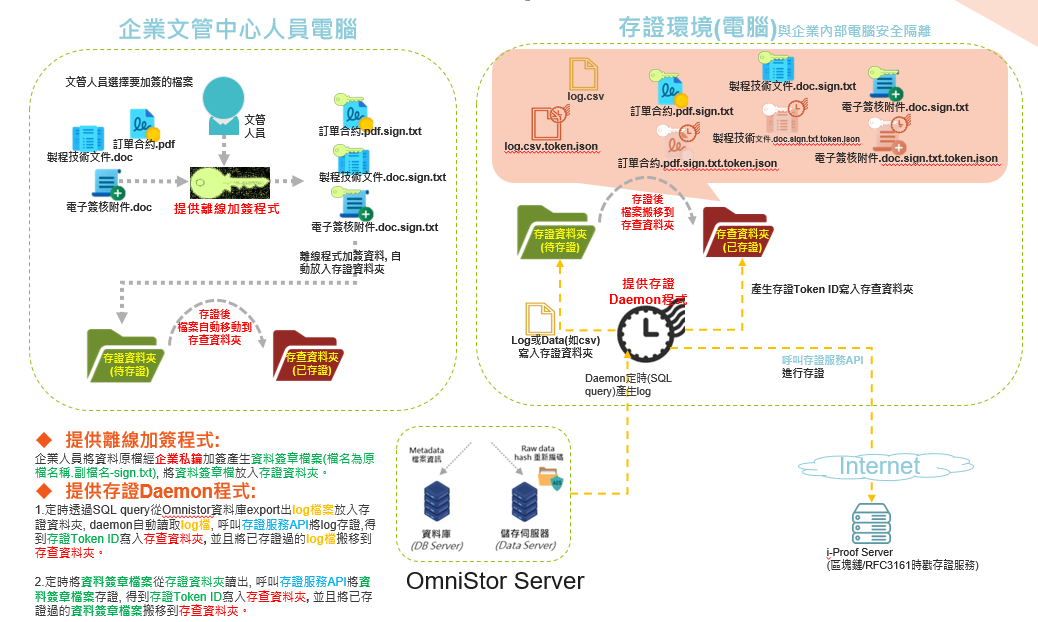 企業文管中心人員電腦
文管人員選擇要加簽的檔案
文管
人員
訂單合約.pdf
製程技術文件.doc
電子簽核附件.doc
提供離線加簽程式
訂單合約.pdf.sign.txt
製程技術文件.doc.sign.txt
電子簽核附件.doc.sign.txt
離線程式加簽資料, 自
動放入存證資料夾
存證後
檔案自動移動到
存查資料夾
存證資料夾
(待存證)
存查資料夾
(已存證)
存證環境(電腦)與企業內部電腦安全隔離
log.csv
log.csv.token.json
訂單合約.pdf.sign.txt
訂單合約.pdf.sign.txt.token.json
製程技術文件.doc.sign.txt
製程技術文件.doc.sign.txt.token.json
電子簽核附件.doc.sign.txt
電子簽核附件.doc.sign.txt.token.json
存證後
檔案搬移到
存查資料夾
存證資料夾
(待存證)
存查資料夾
(已存證)
提供存證
Daemon程式
產生存證Token ID寫入存查資料夾
Log或Data(如csv)
寫入存證資料夾
Daemon定時(SQL
query)產生log
呼叫存證服務API
進行存證
Internet
i-Proof Server
(區塊鏈/RFC3161時戳存證服務)
◆ 提供離線加簽程式:
企業人員將資料原檔經企業私鑰加簽產生資料簽章檔案(檔名為原
檔名稱.副檔名-sign.txt), 將資料簽章檔放入存證資料夾。
◆ 提供存證Daemon程式:
1.定時透過SQL query從Omnistor資料庫export出log檔案放入存
證資料夾, daemon自動讀取log檔, 呼叫存證服務API將log存證,得
到存證Token ID寫入存查資料夾, 並且將已存證過的log檔搬移到
存查資料夾。
2.定時將資料簽章檔案從存證資料夾讀出, 呼叫存證服務API將資
料簽章檔案存證, 得到存證Token ID寫入存查資料夾, 並且將已存
證過的資料簽章檔案搬移到存查資料夾。
Metadata
檔案資訊
Raw data
hash 重新編碼
AES
資料庫
(DB Server)
儲存伺服器
(Data Server)
OmniStor Server